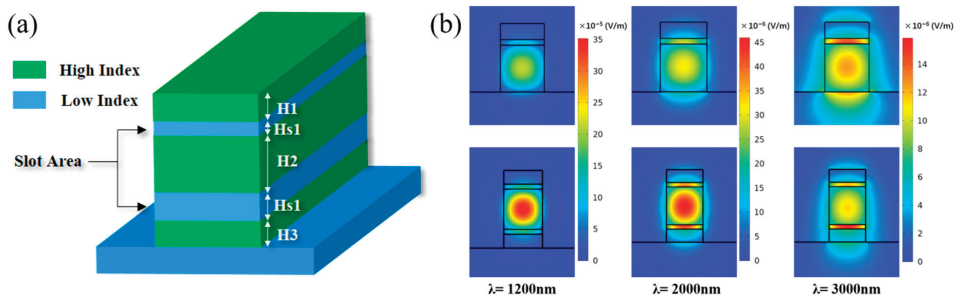 (a)
High Index
Low Index
Slot Area
H1
Hs1
H2
Hs1
H3
(b)
×10⁻⁵ (V/m)
35
30
25
20
15
10
5
0
×10⁻⁶ (V/m)
45
40
35
30
25
20
15
10
5
0
×10⁻⁶ (V/m)
14
12
10
8
6
4
2
0
λ= 1200nm
λ= 2000nm
λ= 3000nm